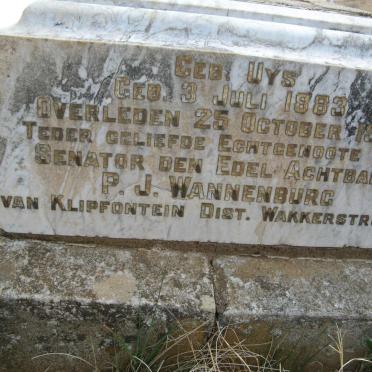 GEB. UYS
GEB. 3 JULI 1883
OVERLEDEN 25 OCTOBER
TEDER GELIEFDE ECHTGENOOTE
SENATOR DEN EDEL ACHTBA
P. J. WANNENBURG
VAN KLIPFONTEIN DIST. WAKKERSTR